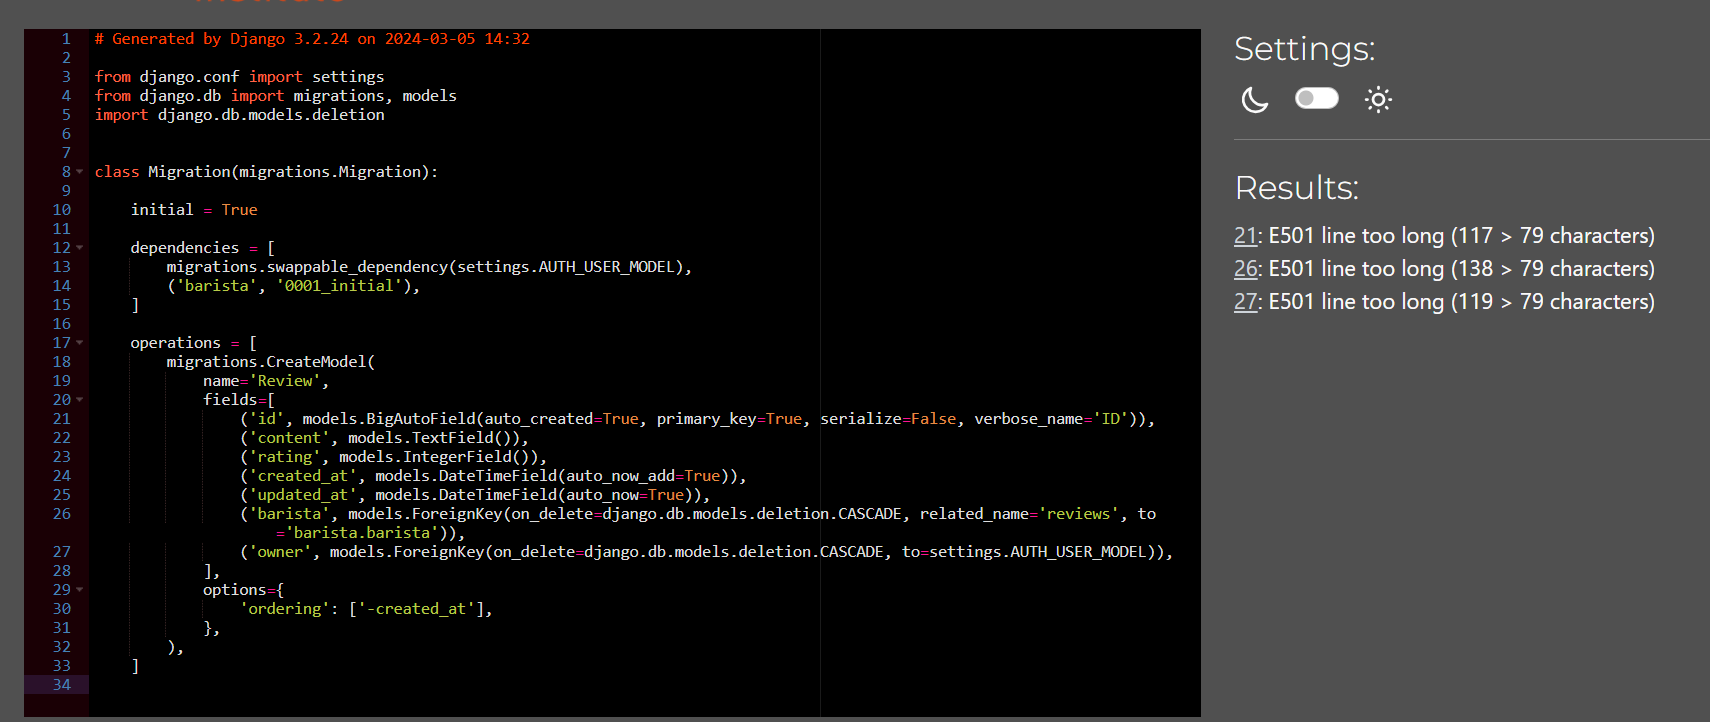 1 # Generated by Django 3.2.24 on 2024-03-05 14:32
2
3 from django.conf import settings
4 from django.db import migrations, models
5 import django.db.models.deletion
6
7
8 class Migration(migrations.Migration):
9
10     initial = True
11
12     dependencies = [
13         migrations.swappable_dependency(settings.AUTH_USER_MODEL),
14         ('barista', '0001_initial'),
15     ]
16
17     operations = [
18         migrations.CreateModel(
19             name='Review',
20             fields=[
21                 ('id', models.BigAutoField(auto_created=True, primary_key=True, serialize=False, verbose_name='ID')),
22                 ('content', models.TextField()),
23                 ('rating', models.IntegerField()),
24                 ('created_at', models.DateTimeField(auto_now_add=True)),
25                 ('updated_at', models.DateTimeField(auto_now=True)),
26                 ('barista', models.ForeignKey(on_delete=django.db.models.deletion.CASCADE, related_name='reviews', to
                    ='barista.barista')),
27                 ('owner', models.ForeignKey(on_delete=django.db.models.deletion.CASCADE, to=settings.AUTH_USER_MODEL)),
28             ],
29             options={
30                 'ordering': ['-created_at'],
31             },
32         ),
33     ]
34
Settings:
Results:
21: E501 line too long (117 > 79 characters)
26: E501 line too long (138 > 79 characters)
27: E501 line too long (119 > 79 characters)